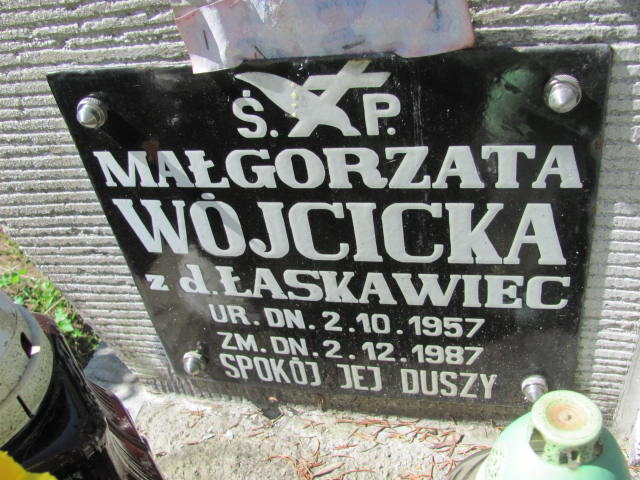 Ś. P.
MAŁGORZATA
WÓJCICKA
z d. ŁASKAWIEC
UR. DN. 2.10.1957
ZM. DN. 2.12.1987
SPOKÓJ JEJ DUSZY